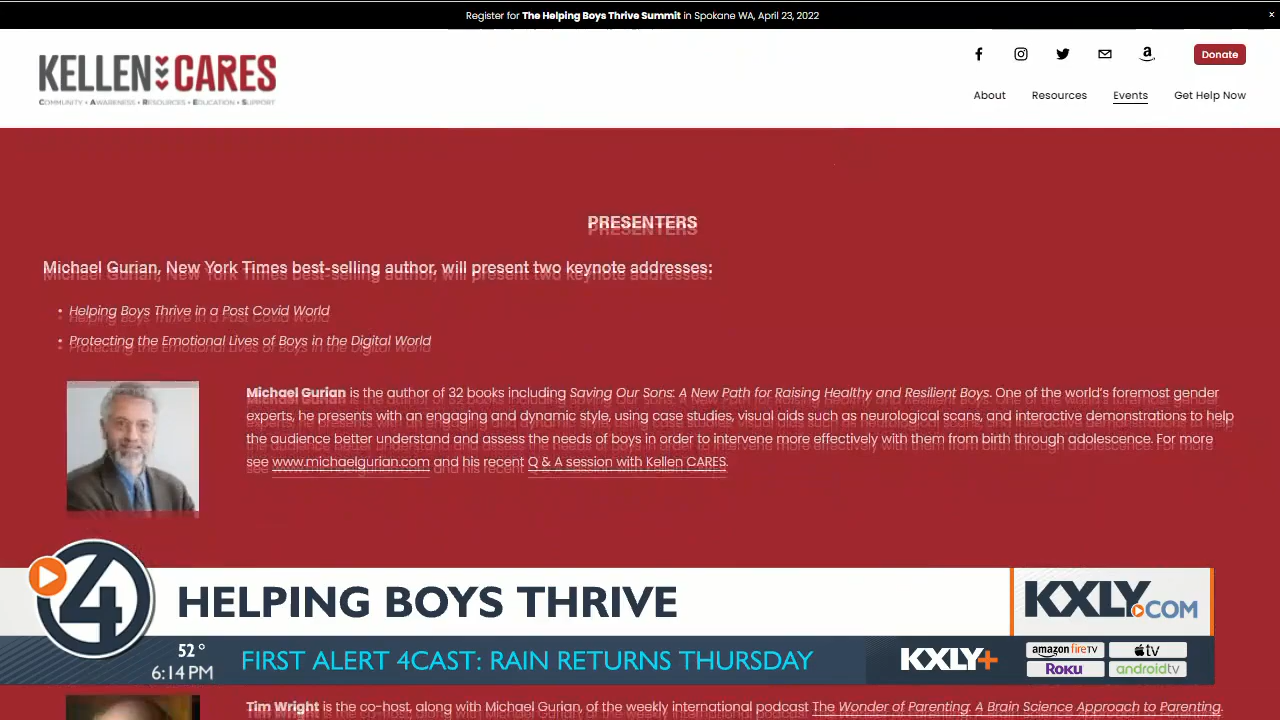 Register for The Helping Boys Thrive Summit in Spokane WA, April 23, 2022
×
KELLEN CARES
COMMUNITY • AWARENESS • RESOURCES • EDUCATION • SUPPORT
Donate
About Resources Events Get Help Now
PRESENTERS
Michael Gurian, New York Times best-selling author, will present two keynote addresses:
• Helping Boys Thrive in a Post Covid World
• Protecting the Emotional Lives of Boys in the Digital World
Michael Gurian is the author of 32 books including Saving Our Sons: A New Path for Raising Healthy and Resilient Boys. One of the world's foremost gender
experts, he presents with an engaging and dynamic style, using case studies, visual aids such as neurological scans, and interactive demonstrations to help
the audience better understand and assess the needs of boys in order to intervene more effectively with them from birth through adolescence. For more
see www.michaelgurian.com and his recent Q & A session with Kellen CARES.
4
HELPING BOYS THRIVE
KXLY.COM
52°
6:14 PM
FIRST ALERT 4CAST: RAIN RETURNS THURSDAY
KXLY+
amazon fireTV
tv
Roku
androidtv
Tim Wright is the co-host, along with Michael Gurian, of the weekly international podcast The Wonder of Parenting: A Brain Science Approach to Parenting.